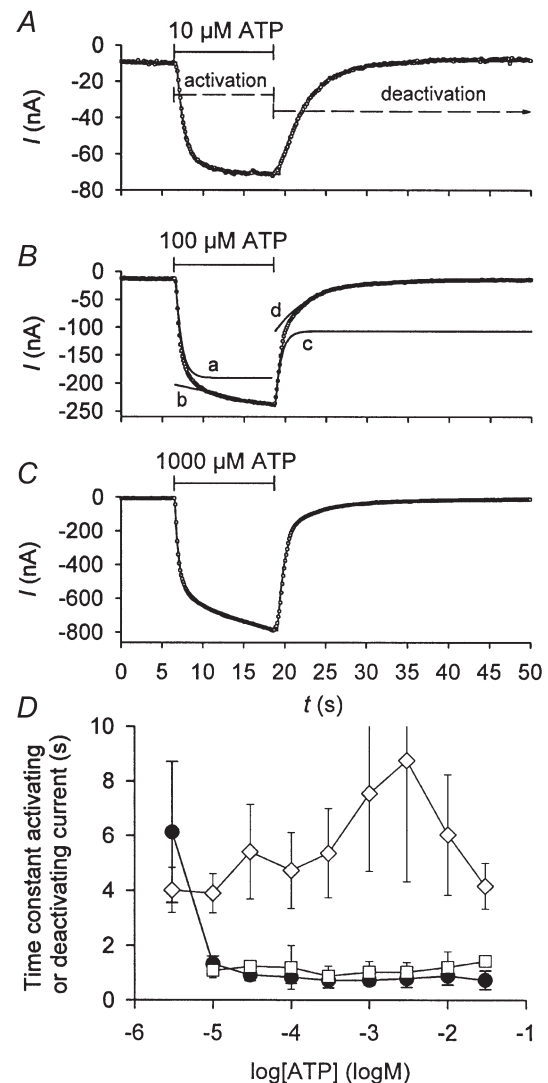 A
10 µM ATP
activation
deactivation
0
-20
-40
-60
-80
I (nA)
B
100 µM ATP
0
-50
-100
-150
-200
-250
I (nA)
a
b
c
d
C
1000 µM ATP
0
-200
-400
-600
-800
I (nA)
0 5 10 15 20 25 30 35 40 45 50
t (s)
D
10
8
6
4
2
0
Time constant activating
or deactivating current (s)
-6 -5 -4 -3 -2 -1
log[ATP] (logM)